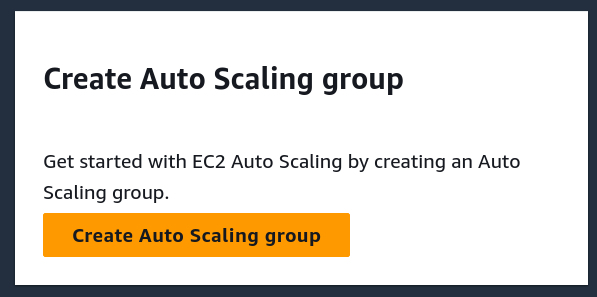 Create Auto Scaling group
Get started with EC2 Auto Scaling by creating an Auto
Scaling group.
Create Auto Scaling group